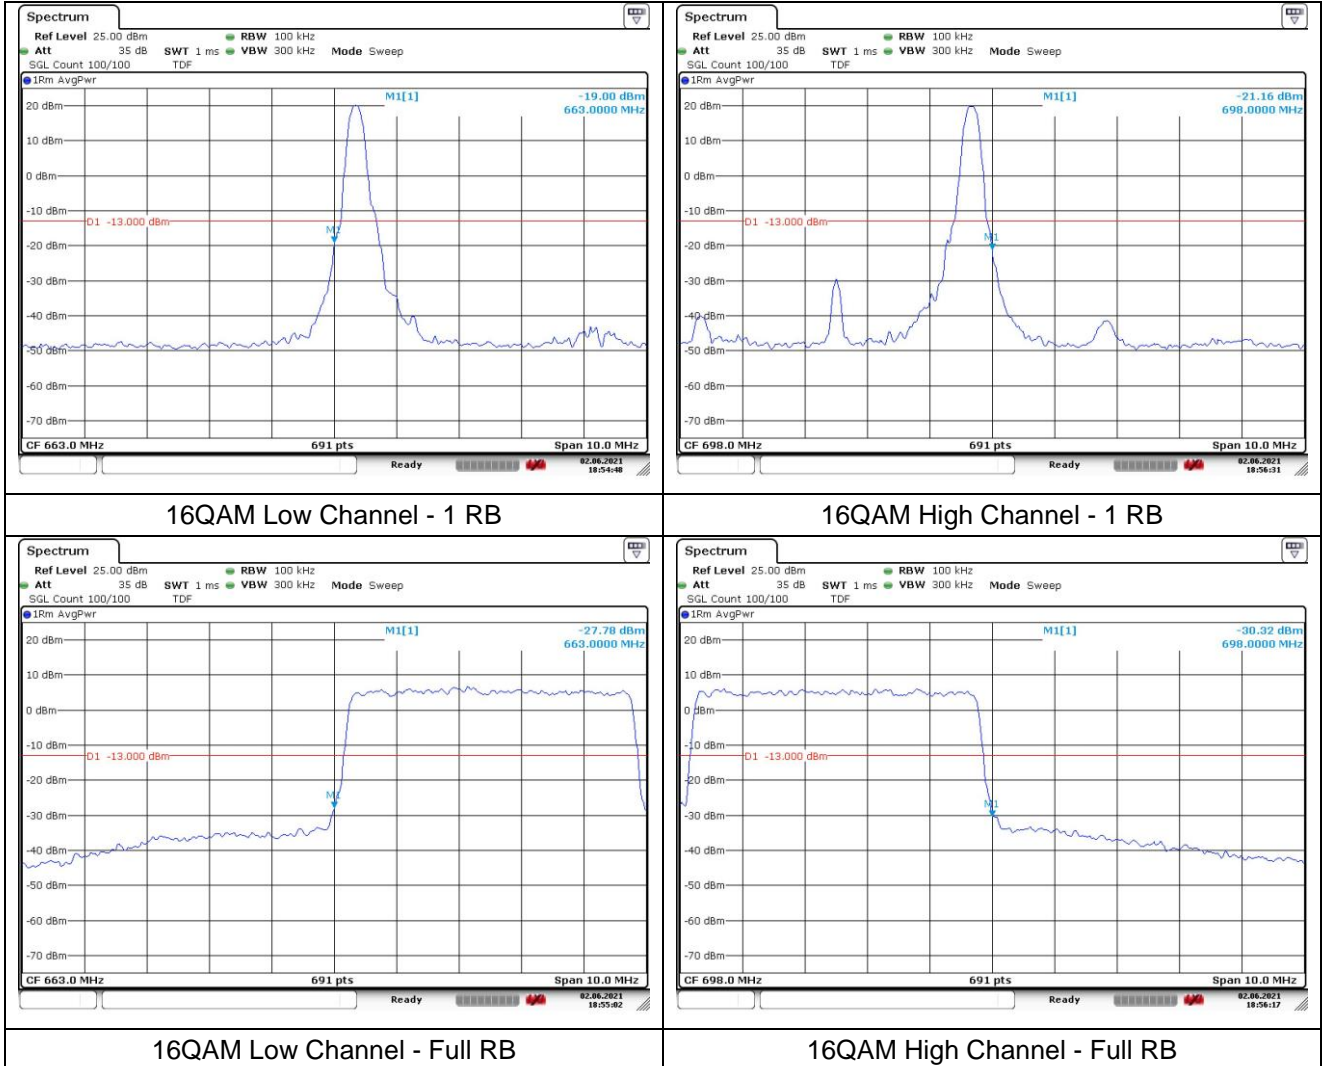 Spectrum
Ref Level 25.00 dBm RBW 100 kHz
Att 35 dB SWT 1 ms VBW 300 kHz Mode Sweep
SGL Count 100/100 TDF
1Rm AvgPwr
M1[1] -19.00 dBm
663.0000 MHz
20 dBm
10 dBm
0 dBm
-10 dBm
D1 -13.000 dBm
M1
-20 dBm
-30 dBm
-40 dBm
-50 dBm
-60 dBm
-70 dBm
CF 663.0 MHz 691 pts Span 10.0 MHz
Ready 02.06.2021
18:54:48
16QAM Low Channel - 1 RB
Spectrum
Ref Level 25.00 dBm RBW 100 kHz
Att 35 dB SWT 1 ms VBW 300 kHz Mode Sweep
SGL Count 100/100 TDF
1Rm AvgPwr
M1[1] -21.16 dBm
698.0000 MHz
20 dBm
10 dBm
0 dBm
-10 dBm
D1 -13.000 dBm
M1
-20 dBm
-30 dBm
-40 dBm
-50 dBm
-60 dBm
-70 dBm
CF 698.0 MHz 691 pts Span 10.0 MHz
Ready 02.06.2021
18:56:31
16QAM High Channel - 1 RB
Spectrum
Ref Level 25.00 dBm RBW 100 kHz
Att 35 dB SWT 1 ms VBW 300 kHz Mode Sweep
SGL Count 100/100 TDF
1Rm AvgPwr
M1[1] -27.78 dBm
663.0000 MHz
20 dBm
10 dBm
0 dBm
-10 dBm
D1 -13.000 dBm
-20 dBm
M1
-30 dBm
-40 dBm
-50 dBm
-60 dBm
-70 dBm
CF 663.0 MHz 691 pts Span 10.0 MHz
Ready 02.06.2021
18:55:02
16QAM Low Channel - Full RB
Spectrum
Ref Level 25.00 dBm RBW 100 kHz
Att 35 dB SWT 1 ms VBW 300 kHz Mode Sweep
SGL Count 100/100 TDF
1Rm AvgPwr
M1[1] -30.32 dBm
698.0000 MHz
20 dBm
10 dBm
0 dBm
-10 dBm
D1 -13.000 dBm
-20 dBm
M1
-30 dBm
-40 dBm
-50 dBm
-60 dBm
-70 dBm
CF 698.0 MHz 691 pts Span 10.0 MHz
Ready 02.06.2021
18:56:17
16QAM High Channel - Full RB